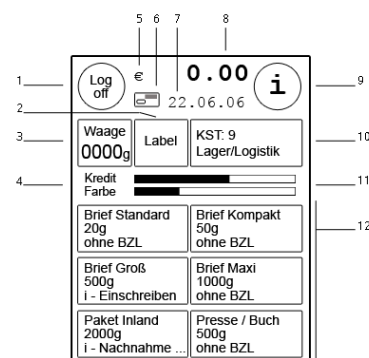 5 6 7 8
Log off € 0.00 i
22.06.06
1 9
2
3 Waage 0000g Label KST: 9 Lager/Logistik 10
4 Kredit 11
Farbe
12
Brief Standard
20g
ohne BZL
Brief Kompakt
50g
ohne BZL
Brief Groß
500g
i - Einschreiben
Brief Maxi
1000g
ohne BZL
Paket Inland
2000g
i - Nachnahme ...
Presse / Buch
500g
ohne BZL